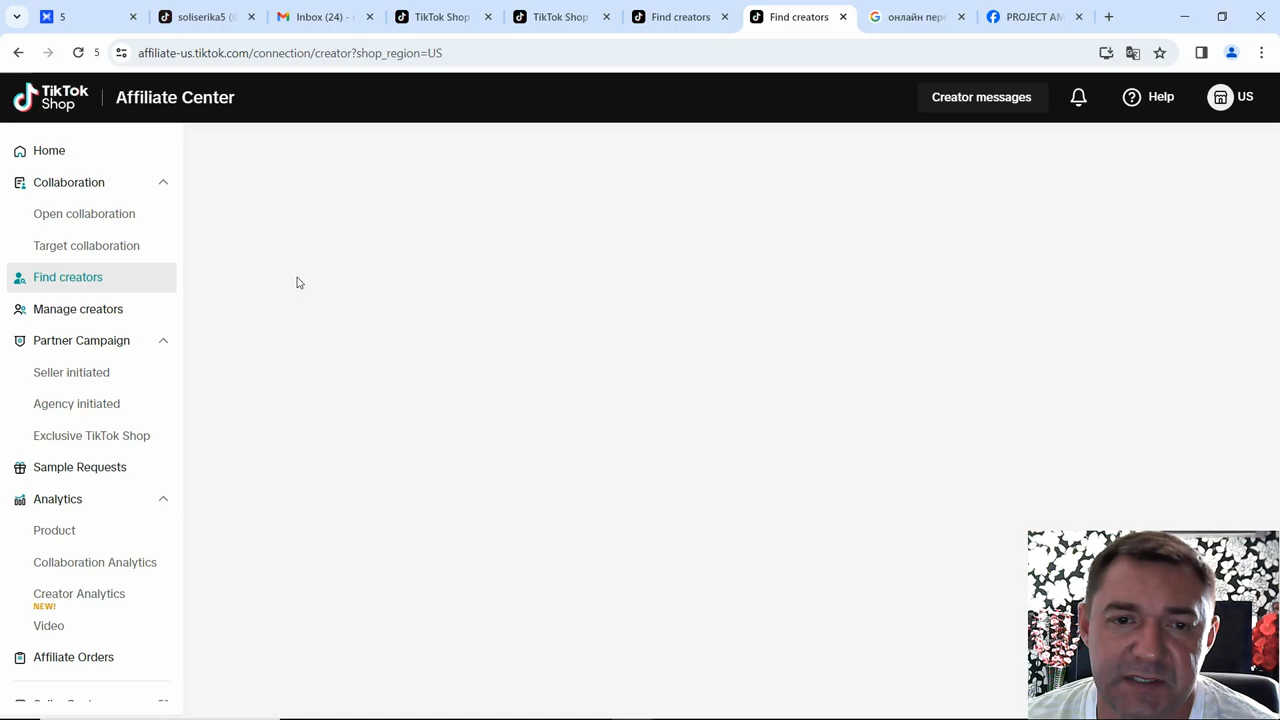 5
soliserika5 (@
Inbox (24) -
TikTok Shop
TikTok Shop
Find creators
Find creators
онлайн пере
PROJECT AM
5
affiliate-us.tiktok.com/connection/creator?shop_region=US
TikTok
Shop
Affiliate Center
Creator messages
Help
US
Home
Collaboration
Open collaboration
Target collaboration
Find creators
Manage creators
Partner Campaign
Seller initiated
Agency initiated
Exclusive TikTok Shop
Sample Requests
Analytics
Product
Collaboration Analytics
Creator Analytics
NEW!
Video
Affiliate Orders